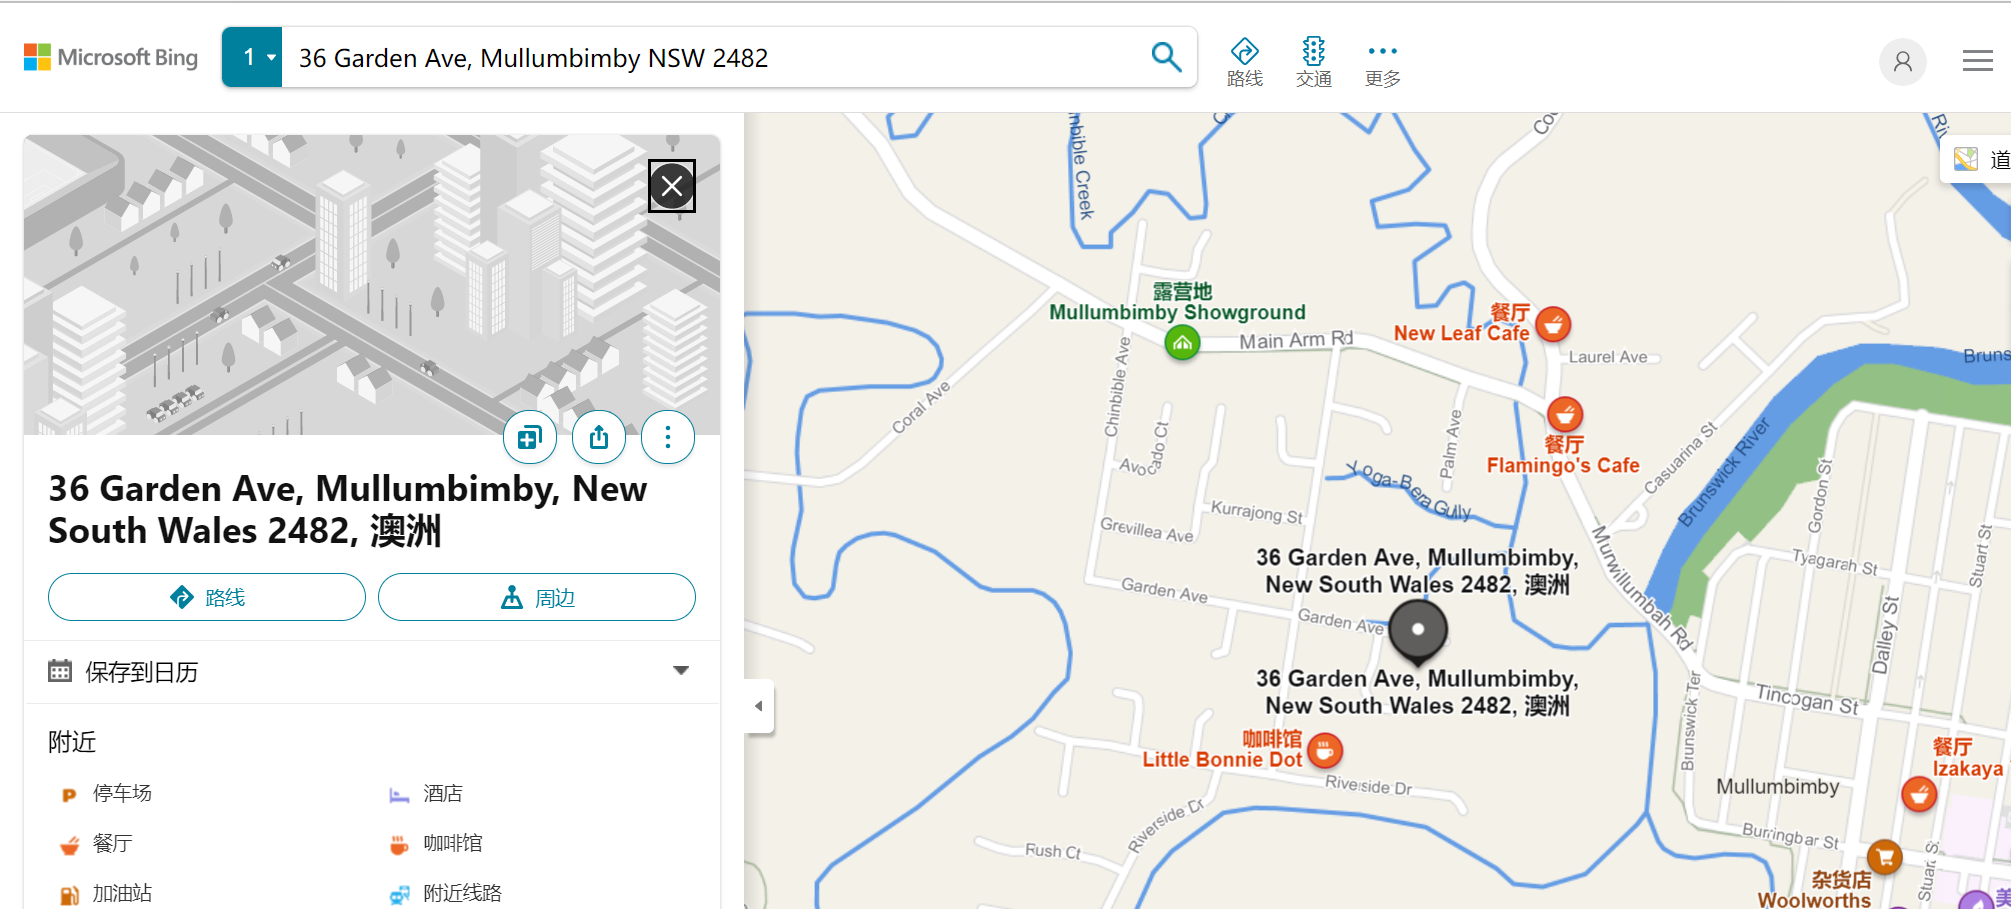 Microsoft Bing
1
36 Garden Ave, Mullumbimby NSW 2482
路线
交通
更多
36 Garden Ave, Mullumbimby, New
South Wales 2482, 澳洲
路线
周边
保存到日历
附近
P
停车场
酒店
餐厅
咖啡馆
加油站
附近线路
道
露营地
Mullumbimby Showground
Main Arm Rd
餐厅
New Leaf Cafe
Laurel Ave
Coral Ave
Chinbible Ave
Avocado Ct
Palm Ave
餐厅
Flamingo's Cafe
Casuarina St
Brunswick River
Gordon St
Yoga-Bera Gully
Kurrajong St
Grevillea Ave
Murwillumbah Rd
Tyagarah St
Stuart St
36 Garden Ave, Mullumbimby,
New South Wales 2482, 澳洲
Garden Ave
Garden Ave
Dalley St
36 Garden Ave, Mullumbimby,
New South Wales 2482, 澳洲
Tincogan St
Brunswick Ter
咖啡馆
Little Bonnie Dot
Riverside Dr
Riverside Dr
餐厅
Izakaya
Mullumbimby
Burringbar St
Rush Ct
杂货店
Woolworths
美